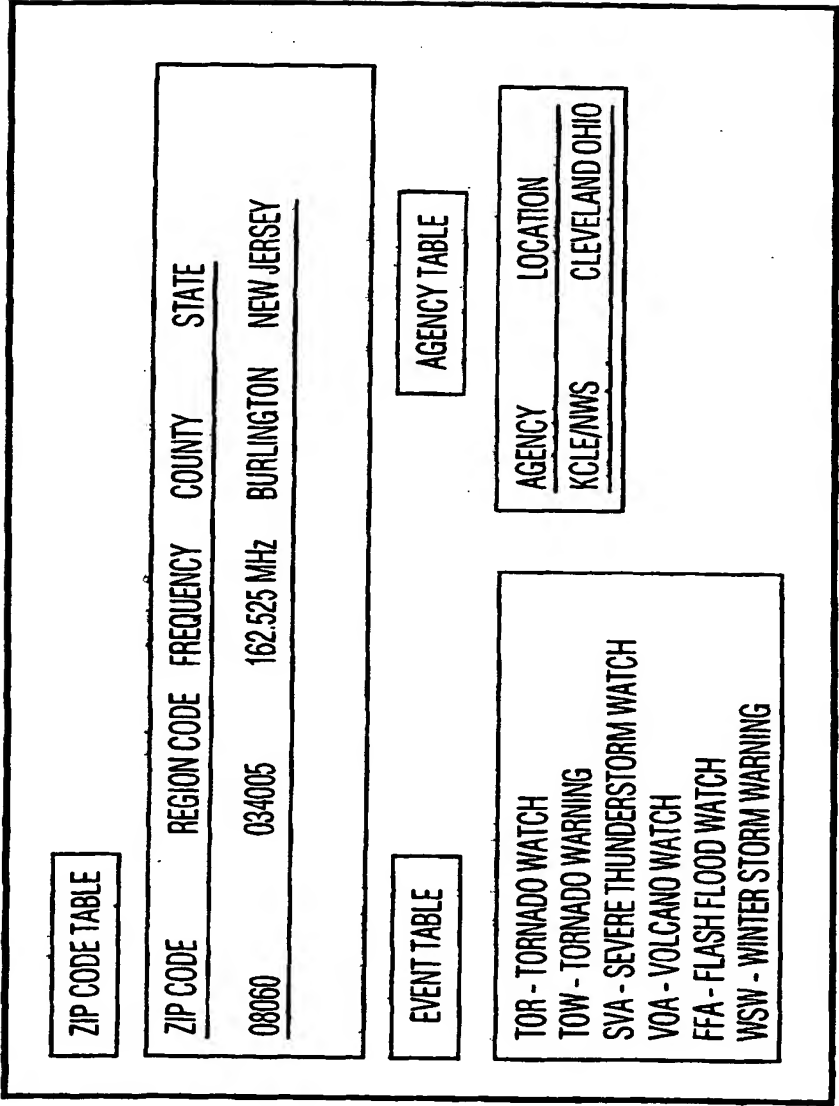 ZIP CODE TABLE
ZIP CODE REGION CODE FREQUENCY COUNTY STATE
08060 034005 162.525 MHz BURLINGTON NEW JERSEY
EVENT TABLE
TOR - TORNADO WATCH
TOW - TORNADO WARNING
SVA - SEVERE THUNDERSTORM WATCH
VOA - VOLCANO WATCH
FFA - FLASH FLOOD WATCH
WSW - WINTER STORM WARNING
AGENCY TABLE
AGENCY LOCATION
KCLE/NWS CLEVELAND OHIO